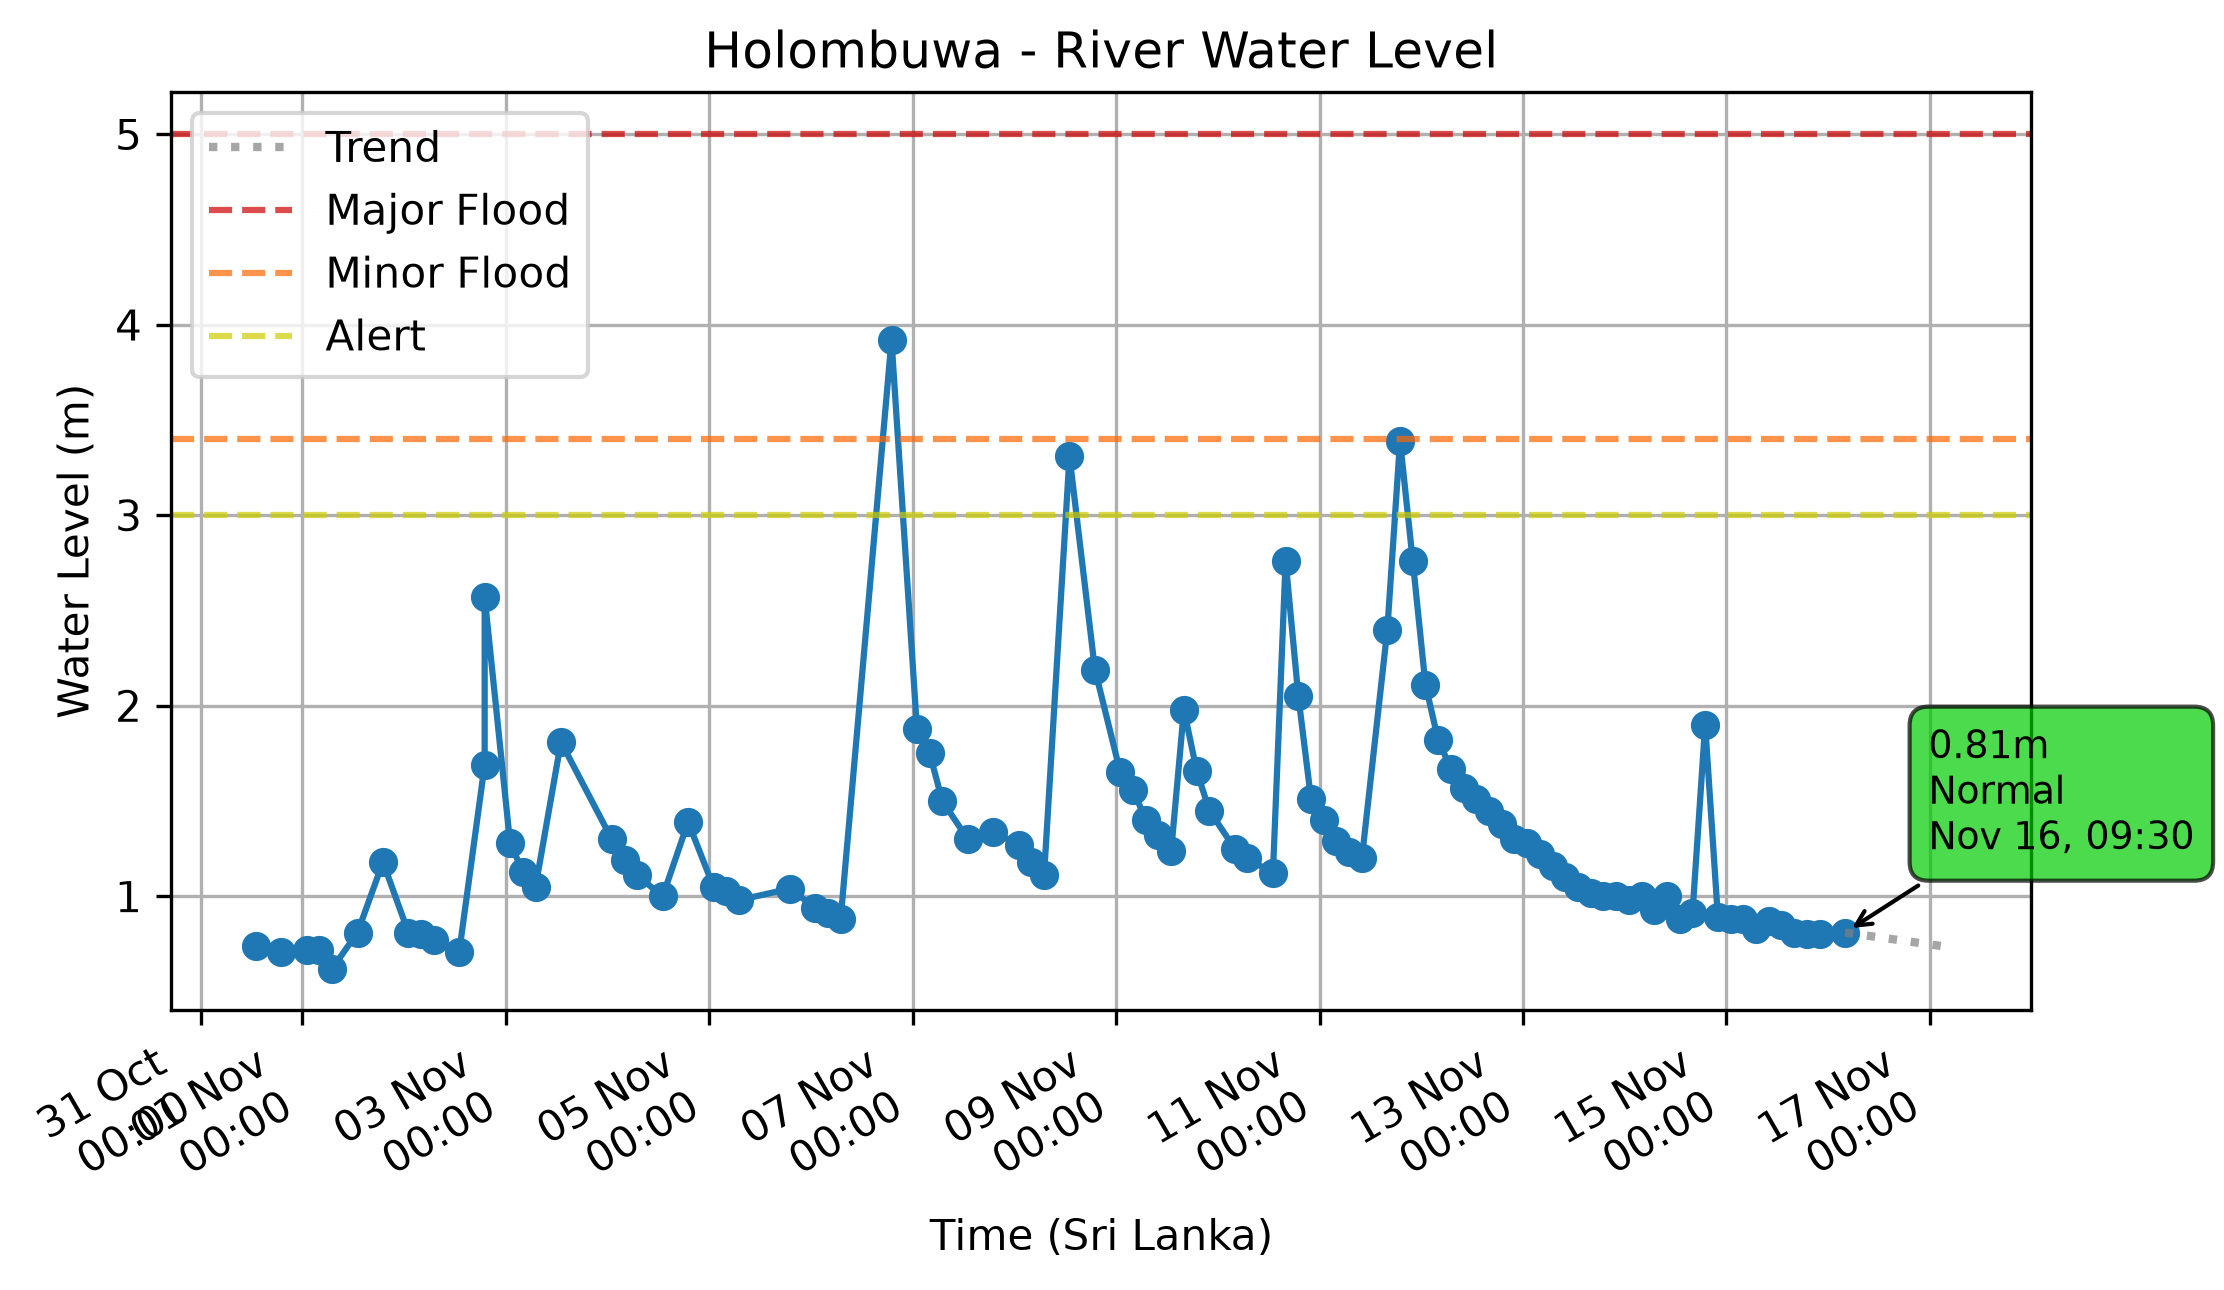 Holombuwa - River Water Level
Trend
Major Flood
Minor Flood
Alert
5
4
3
2
1
Water Level (m)
0.81m
Normal
Nov 16, 09:30
31 Oct
00:00
01 Nov
00:00
03 Nov
00:00
05 Nov
00:00
07 Nov
00:00
09 Nov
00:00
11 Nov
00:00
13 Nov
00:00
15 Nov
00:00
17 Nov
00:00
Time (Sri Lanka)